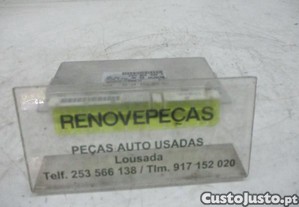 RENOVEPEÇAS
PEÇAS AUTO USADAS
Lousada
Telf. 253 566 138 / Tlm. 917 152 020
CustoJusto.pt